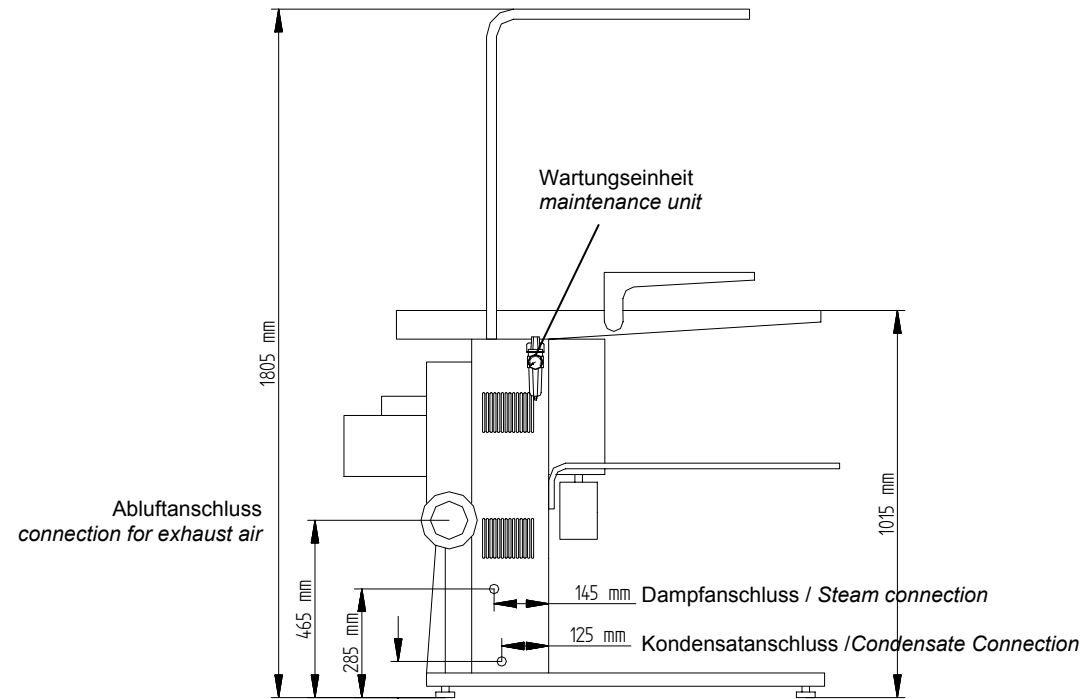 Wartungseinheit
maintenance unit
1805 mm
Abluftanschluss
connection for exhaust air
1015 mm
465 mm
285 mm
145 mm Dampfanschluss / Steam connection
125 mm Kondensatanschluss /Condensate Connection